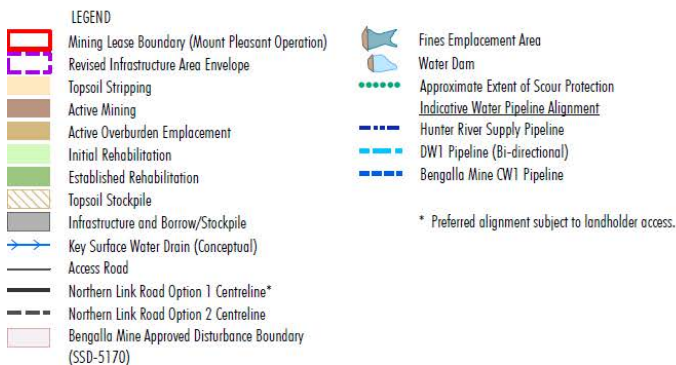 LEGEND
Mining Lease Boundary (Mount Pleasant Operation)
Revised Infrastructure Area Envelope
Topsoil Stripping
Active Mining
Active Overburden Emplacement
Initial Rehabilitation
Established Rehabilitation
Topsoil Stockpile
Infrastructure and Borrow/Stockpile
Key Surface Water Drain (Conceptual)
Access Road
Northern Link Road Option 1 Centreline*
Northern Link Road Option 2 Centreline
Bengalla Mine Approved Disturbance Boundary
(SSD-5170)
Fines Emplacement Area
Water Dam
Approximate Extent of Scour Protection
Indicative Water Pipeline Alignment
Hunter River Supply Pipeline
DW1 Pipeline (Bi-directional)
Bengalla Mine CW1 Pipeline
* Preferred alignment subject to landholder access.